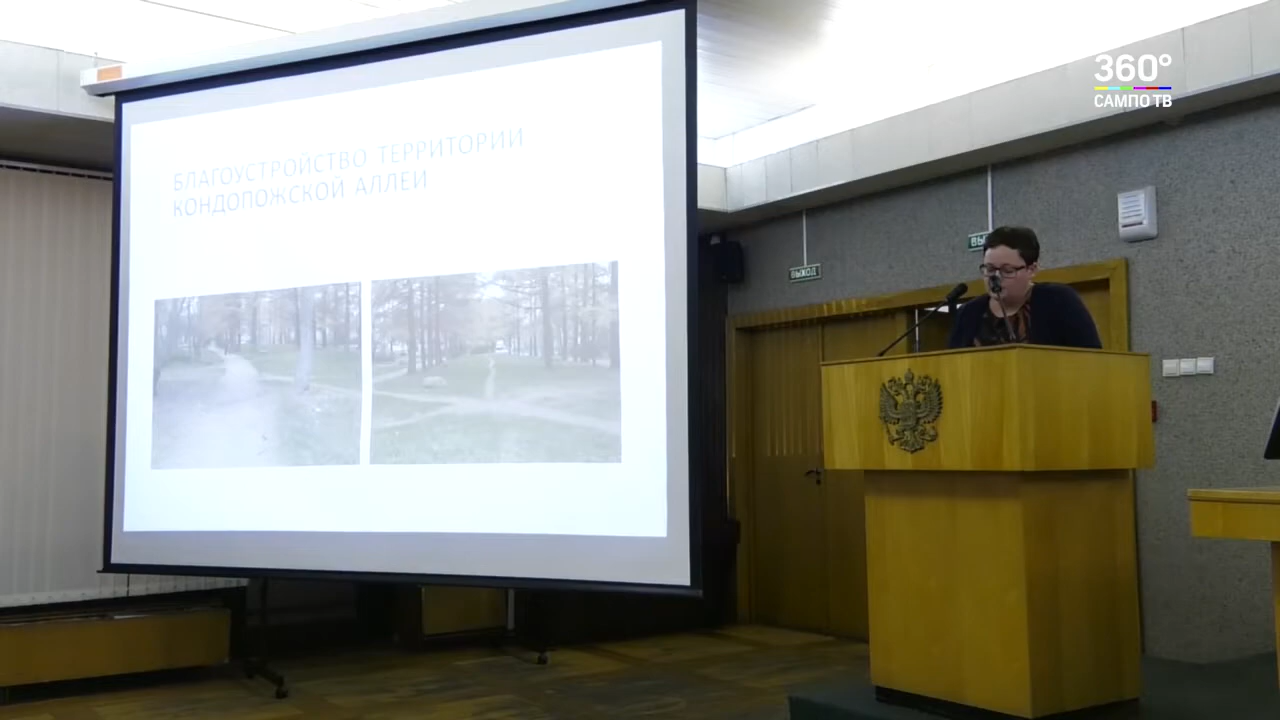 360°
САМПО ТВ
БЛАГОУСТРОЙСТВО ТЕРРИТОРИИ
КОНДОПОЖСКОЙ АЛЛЕИ
ВЫХОД